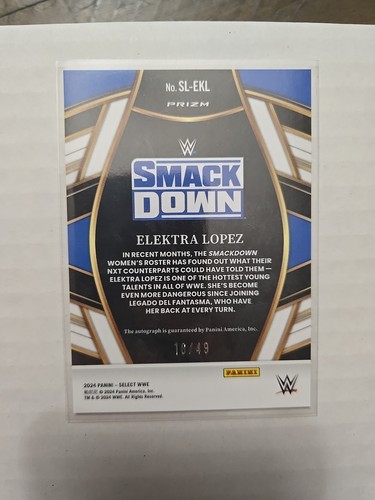 No. SL-EKL
PRIZM
W
SMACK
DOWN
ELEKTRA LOPEZ
IN RECENT MONTHS, THE SMACKDOWN
WOMEN'S ROSTER HAS FOUND OUT WHAT THEIR
NXT COUNTERPARTS COULD HAVE TOLD THEM —
ELEKTRA LOPEZ IS ONE OF THE HOTTEST YOUNG
TALENTS IN ALL OF WWE. SHE'S BECOME
EVEN MORE DANGEROUS SINCE JOINING
LEGADO DEL FANTASMA, WHO HAVE
HER BACK AT EVERY TURN.
The autograph is guaranteed by Panini America, Inc.
/49
PANINI
2024 PANINI - SELECT WWE
© 2024 Panini America, Inc.
TM & © 2024 WWE. All Rights Reserved.
W